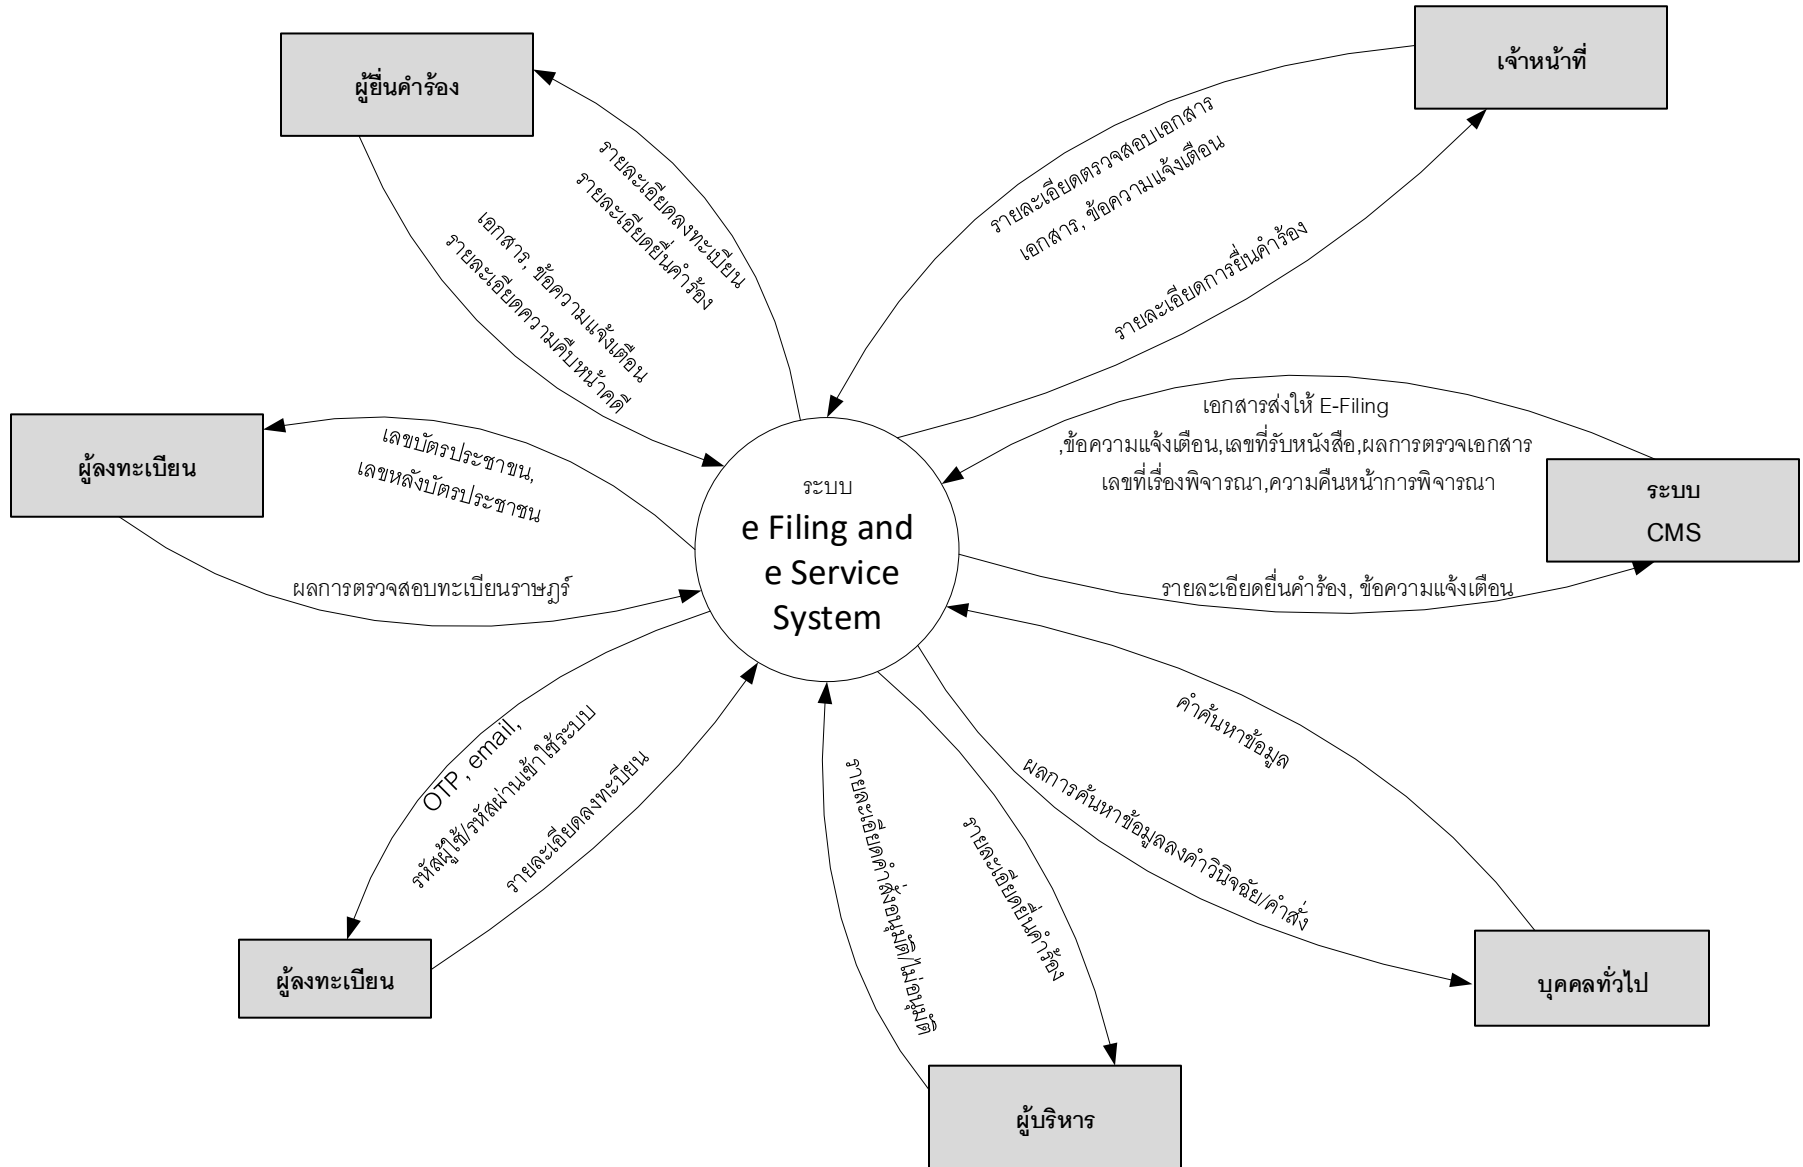 ผู้ยื่นคำร้อง
เจ้าหน้าที่
รายละเอียดลงทะเบียน
รายละเอียดยื่นคำร้อง
เอกสาร, ข้อความแจ้งเตือน
รายละเอียดความคืบหน้าคดี
รายละเอียดตรวจสอบเอกสาร
เอกสาร, ข้อความแจ้งเตือน
รายละเอียดการยื่นคำร้อง
ผู้ลงทะเบียน
เลขบัตรประชาขน,
เลขหลังบัตรประชาชน
ผลการตรวจสอบทะเบียนราษฎร์
ระบบ
e Filing and
e Service
System
เอกสารส่งให้ E-Filing
,ข้อความแจ้งเตือน,เลขที่รับหนังสือ,ผลการตรวจเอกสาร
เลขที่เรื่องพิจารณา,ความคืนหน้าการพิจารณา
ระบบ
CMS
รายละเอียดยื่นคำร้อง, ข้อความแจ้งเตือน
OTP, email,
รหัสผู้ใช้/รหัสผ่านเข้าใช้ระบบ
รายละเอียดลงทะบียน
ผู้ลงทะเบียน
รายละเอียดคำสั่งอนุมัติ/ไม่อนุมัติ
รายละเอียดยื่นคำร้อง
ผู้บริหาร
คำค้นหาข้อมูล
ผลการค้นหาข้อมูลลงคำวินิจฉัย/คำสั่ง
บุคคลทั่วไป